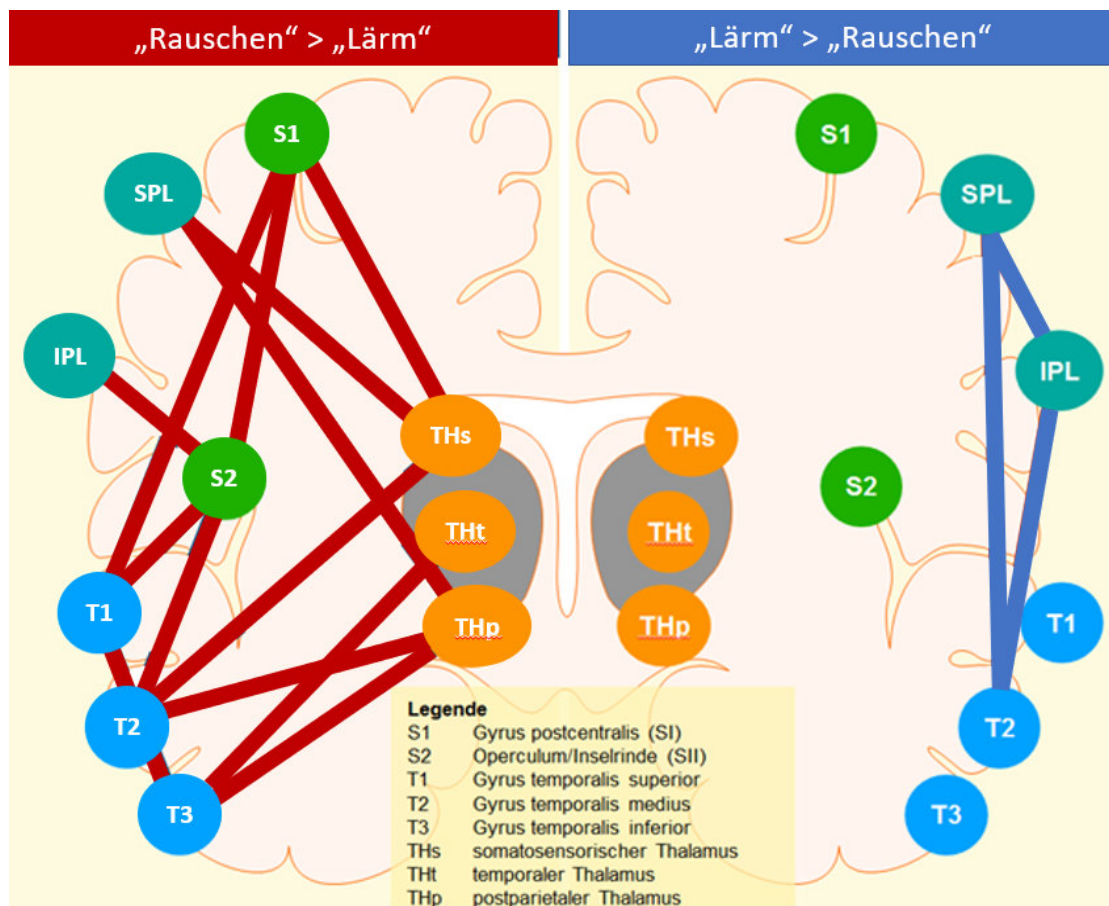 „Rauschen“ > „Lärm“
„Lärm“ > „Rauschen“
S1
SPL
IPL
S2
THs
THt
THp
T1
T2
T3
S1
SPL
IPL
S2
THs
THt
THp
T1
T2
T3
Legende
S1 Gyrus postcentralis (SI)
S2 Operculum/Inselrinde (SII)
T1 Gyrus temporalis superior
T2 Gyrus temporalis medius
T3 Gyrus temporalis inferior
THs somatosensorischer Thalamus
THt temporaler Thalamus
THp postparietaler Thalamus